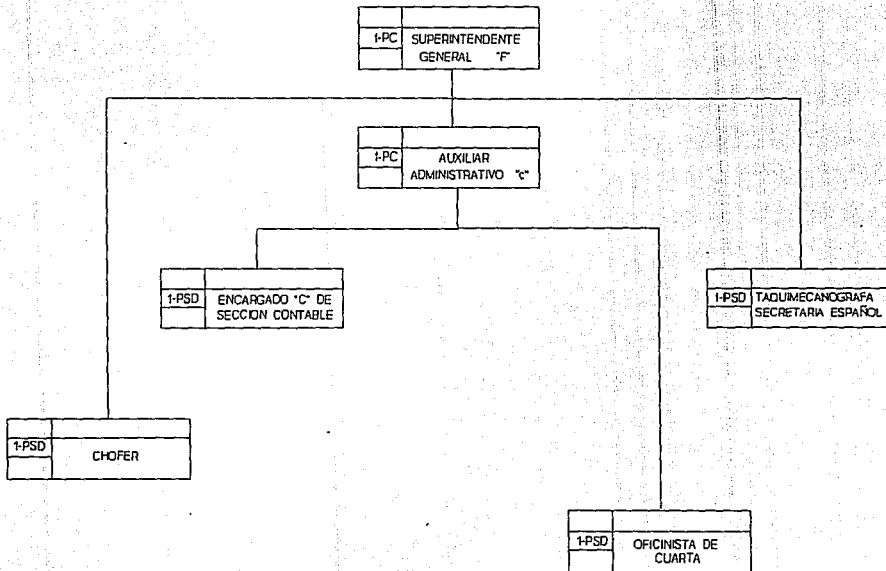 1-PC SUPERINTENDENTE
GENERAL "F"
1-PC AUXILIAR
ADMINISTRATIVO "C"
1-PSD ENCARGADO "C" DE
SECCION CONTABLE
1-PSD TAQUIMECANOGRAFA
SECRETARIA ESPAÑOL
1-PSD CHOFER
1-PSD OFICINISTA DE
CUARTA